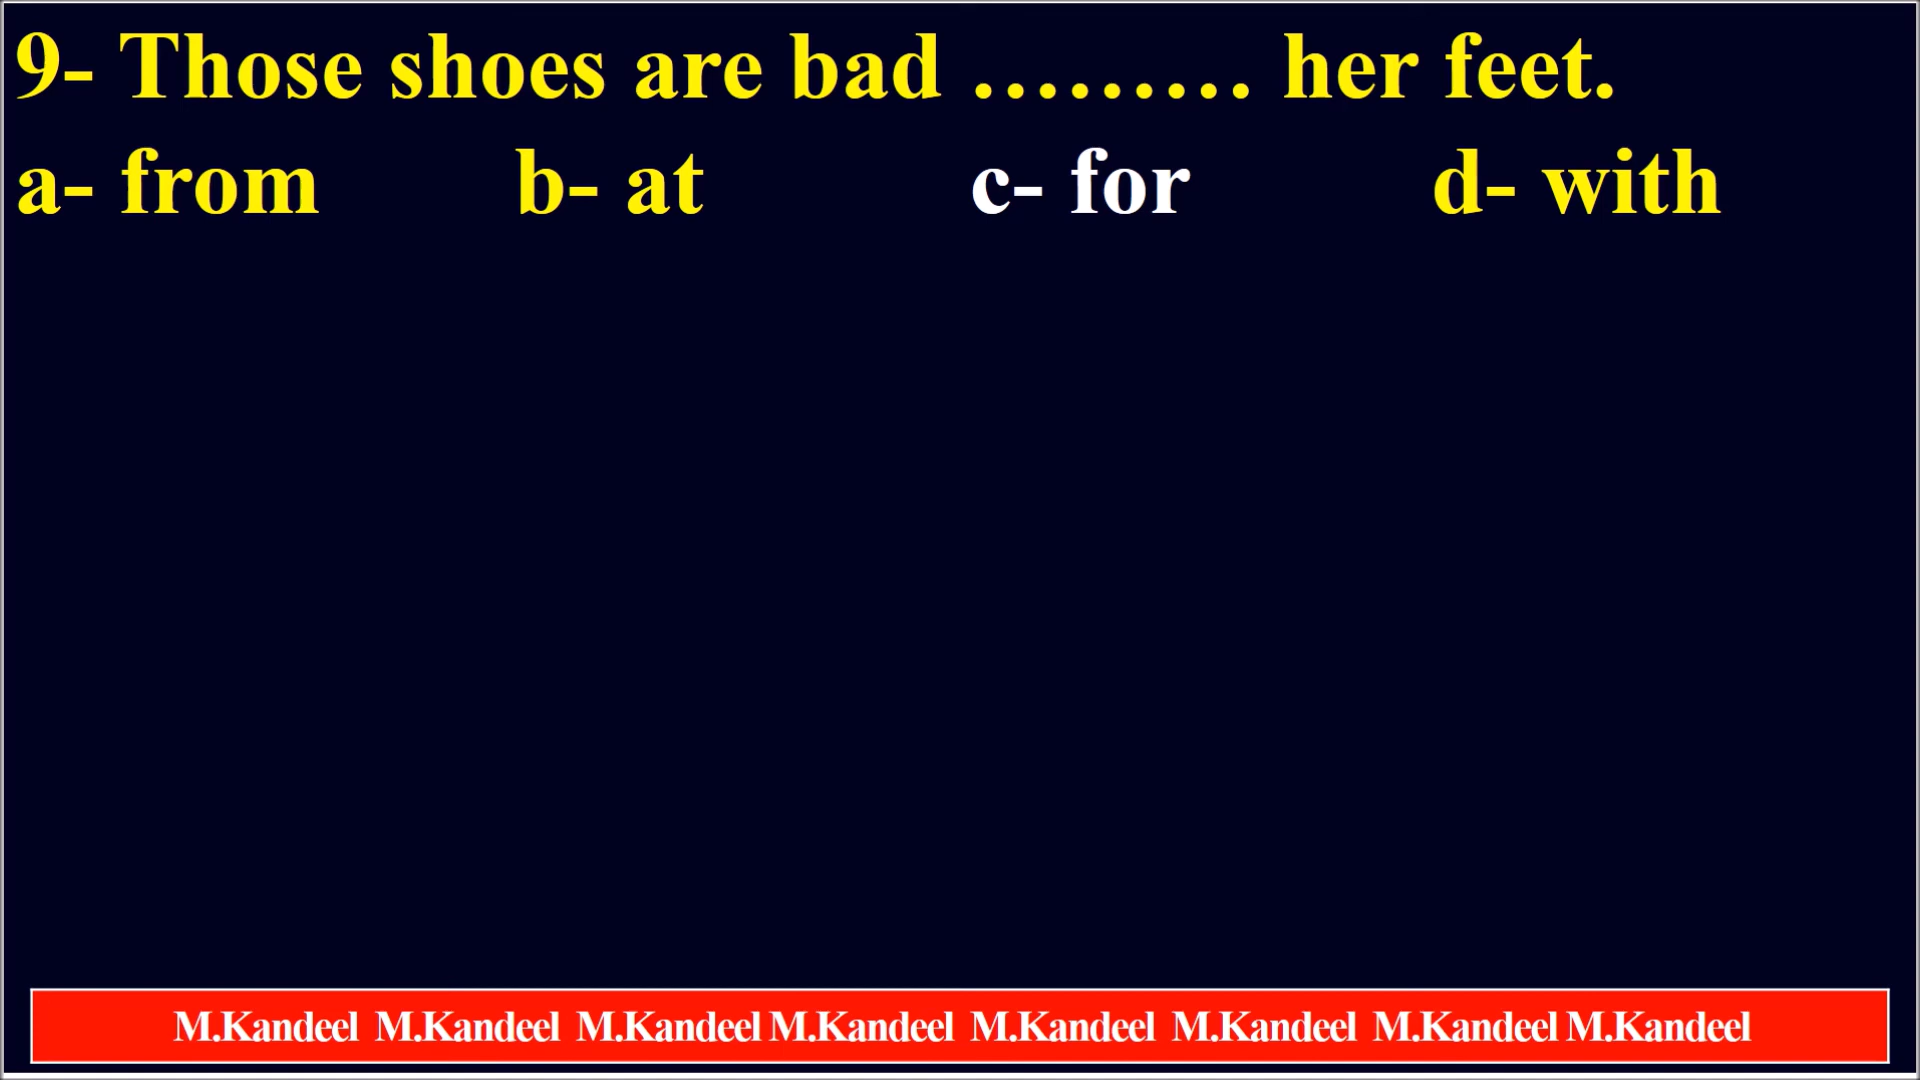 9- Those shoes are bad ……… her feet.
a- from b- at c- for d- with
M.Kandeel M.Kandeel M.Kandeel M.Kandeel M.Kandeel M.Kandeel M.Kandeel M.Kandeel